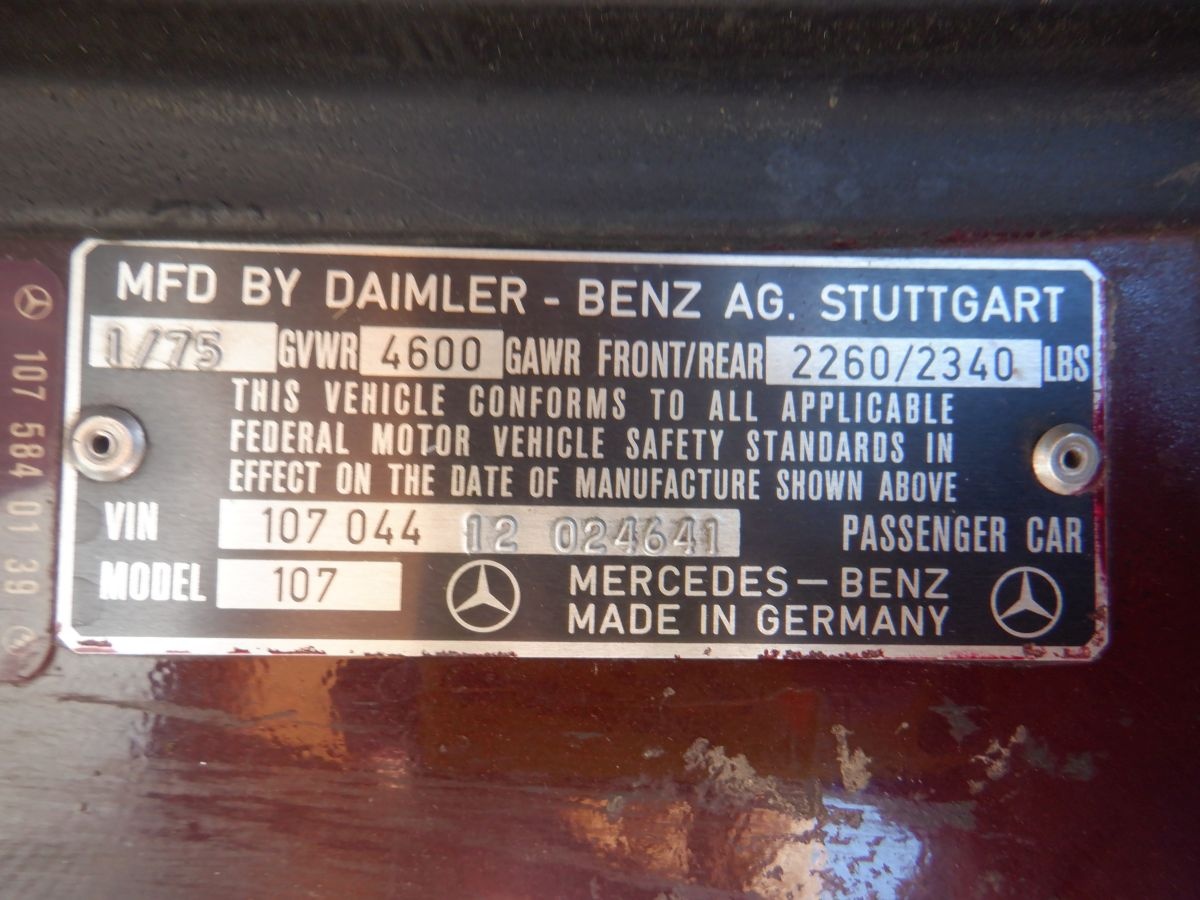 MFD BY DAIMLER - BENZ AG. STUTTGART
1/75 GVWR 4600 GAWR FRONT/REAR 2260/2340 LBS
THIS VEHICLE CONFORMS TO ALL APPLICABLE
FEDERAL MOTOR VEHICLE SAFETY STANDARDS IN
EFFECT ON THE DATE OF MANUFACTURE SHOWN ABOVE
VIN 107 044 12 024641 PASSENGER CAR
MODEL 107 MERCEDES – BENZ
MADE IN GERMANY
107 584 01 39